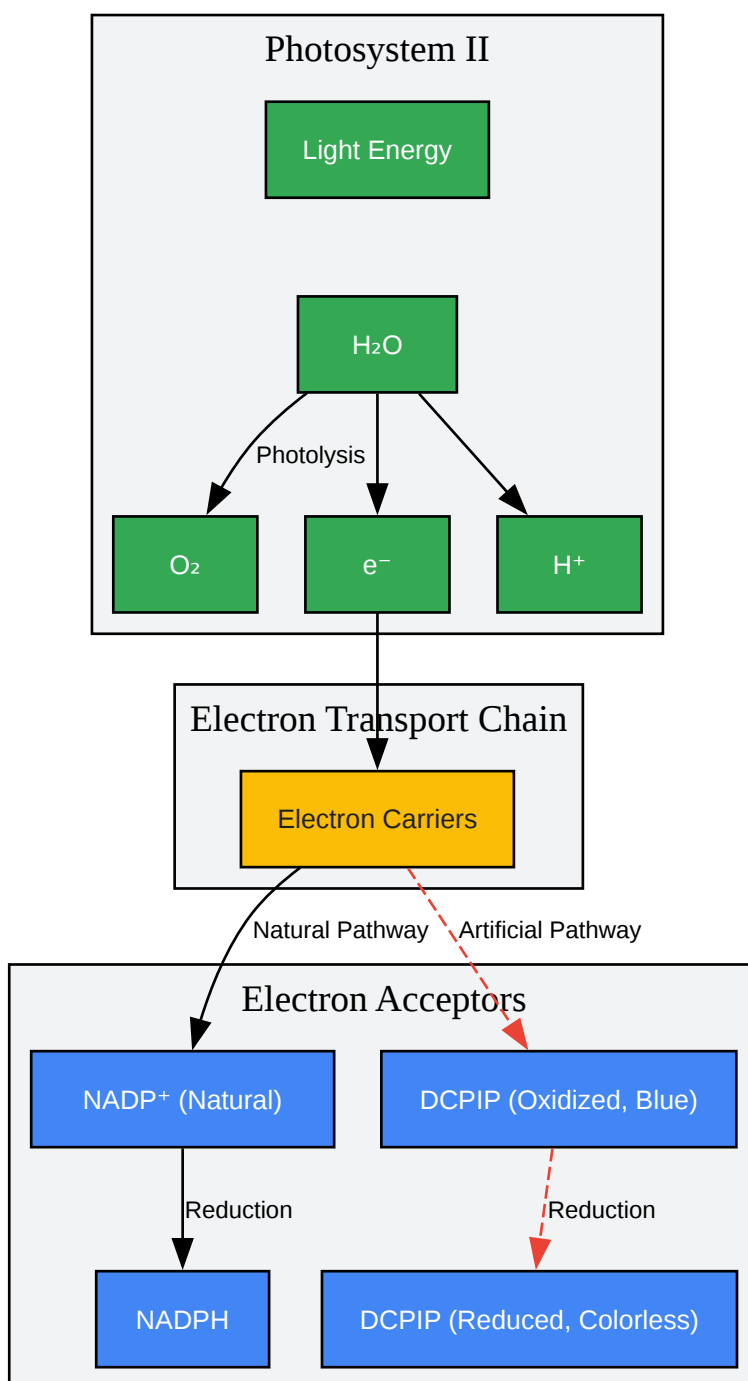 Photosystem II
Light Energy
H₂O
Photolysis
O₂
e⁻
H⁺
Electron Transport Chain
Electron Carriers
Natural Pathway
Artificial Pathway
Electron Acceptors
NADP⁺ (Natural)
DCPIP (Oxidized, Blue)
Reduction
Reduction
NADPH
DCPIP (Reduced, Colorless)